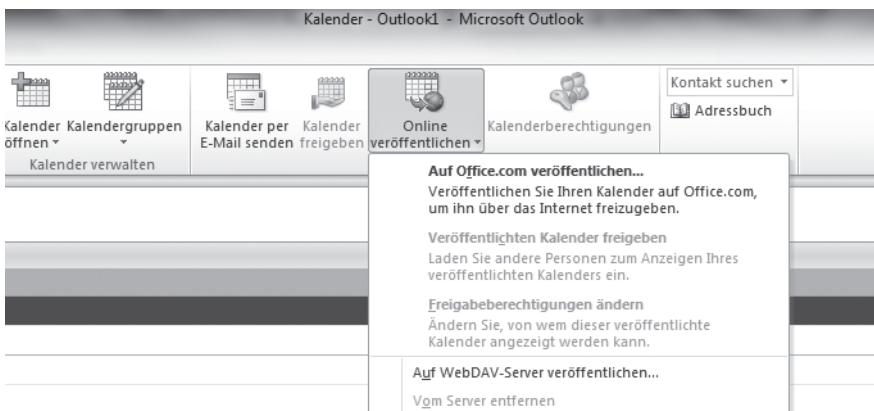 Kalender - Outlook1 - Microsoft Outlook
Kalender öffnen
Kalendergruppen
Kalender verwalten
Kalender per
E-Mail senden
Kalender
freigeben
Online
veröffentlichen
Kalenderberechtigungen
Kontakt suchen
Adressbuch
Auf Office.com veröffentlichen...
Veröffentlichen Sie Ihren Kalender auf Office.com,
um ihn über das Internet freizugeben.
Veröffentlichten Kalender freigeben
Laden Sie andere Personen zum Anzeigen Ihres
veröffentlichten Kalenders ein.
Freigabeberechtigungen ändern
Ändern Sie, von wem dieser veröffentlichte
Kalender angezeigt werden kann.
Auf WebDAV-Server veröffentlichen...
Vom Server entfernen